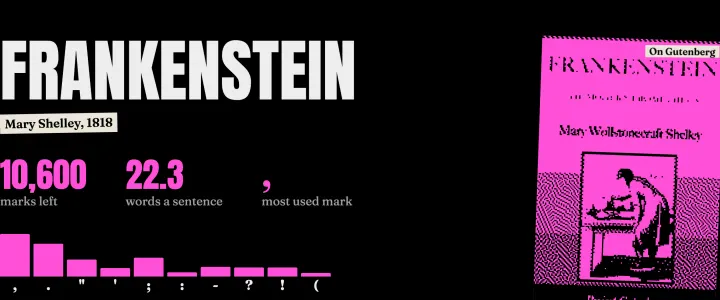 FRANKENSTEIN
Mary Shelley, 1818
10,600
marks left
22.3
words a sentence
,
most used mark
, . " ' ; : - ? ! (
On Gutenberg
FRANKENSTEIN
Mary Wollstonecraft Shelley